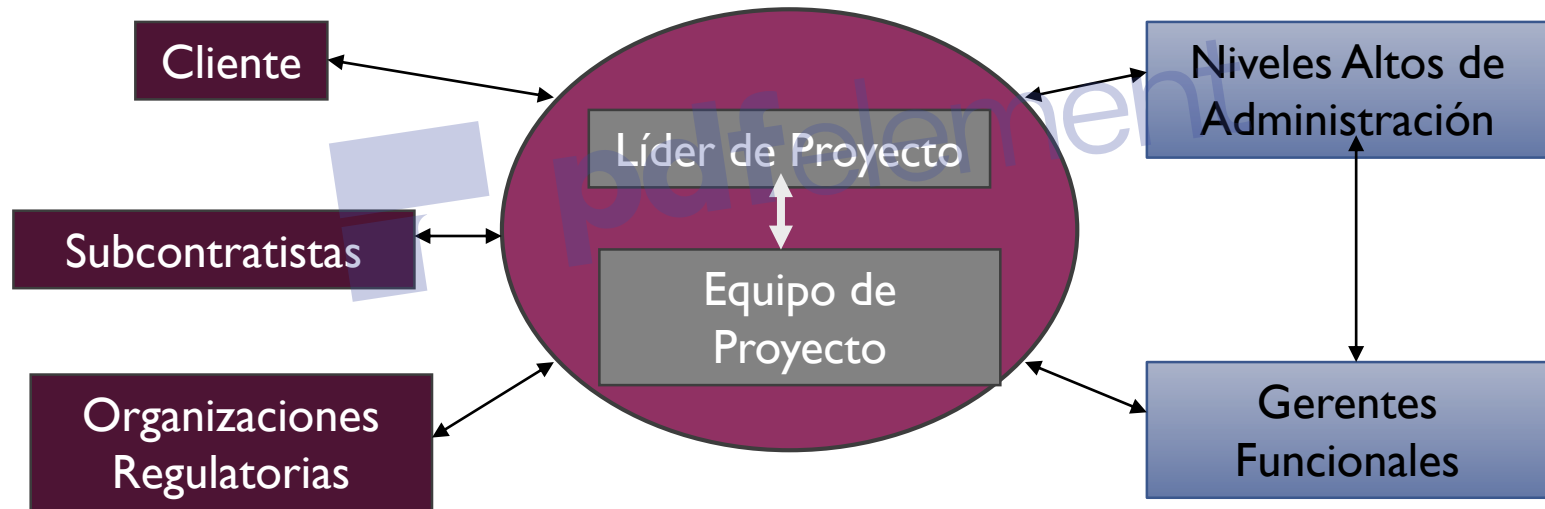 Cliente
Niveles Altos de
Administración
Líder de Proyecto
Subcontratistas
Equipo de
Proyecto
Organizaciones
Regulatorias
Gerentes
Funcionales
pdfelement